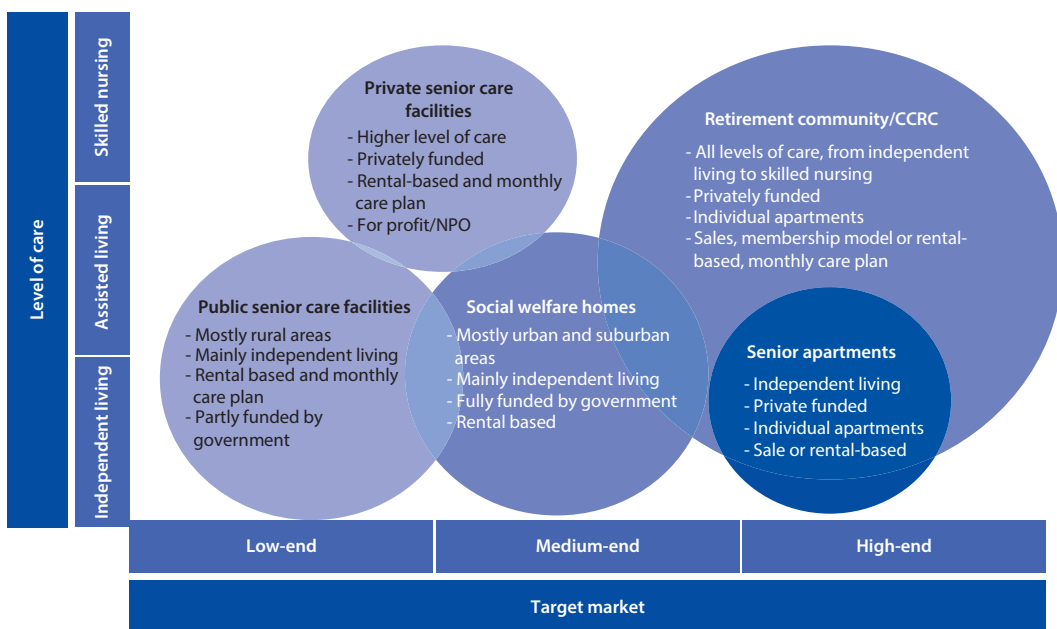 Level of care
Skilled nursing
Assisted living
Independent living
Private senior care
facilities
- Higher level of care
- Privately funded
- Rental-based and monthly
care plan
- For profit/NPO
Retirement community/CCRC
- All levels of care, from independent
living to skilled nursing
- Privately funded
- Individual apartments
- Sales, membership model or rental-
based, monthly care plan
Public senior care facilities
- Mostly rural areas
- Mainly independent living
- Rental based and monthly
care plan
- Partly funded by
government
Social welfare homes
- Mostly urban and suburban
areas
- Mainly independent living
- Fully funded by government
- Rental based
Senior apartments
- Independent living
- Private funded
- Individual apartments
- Sale or rental-based
Low-end
Medium-end
High-end
Target market